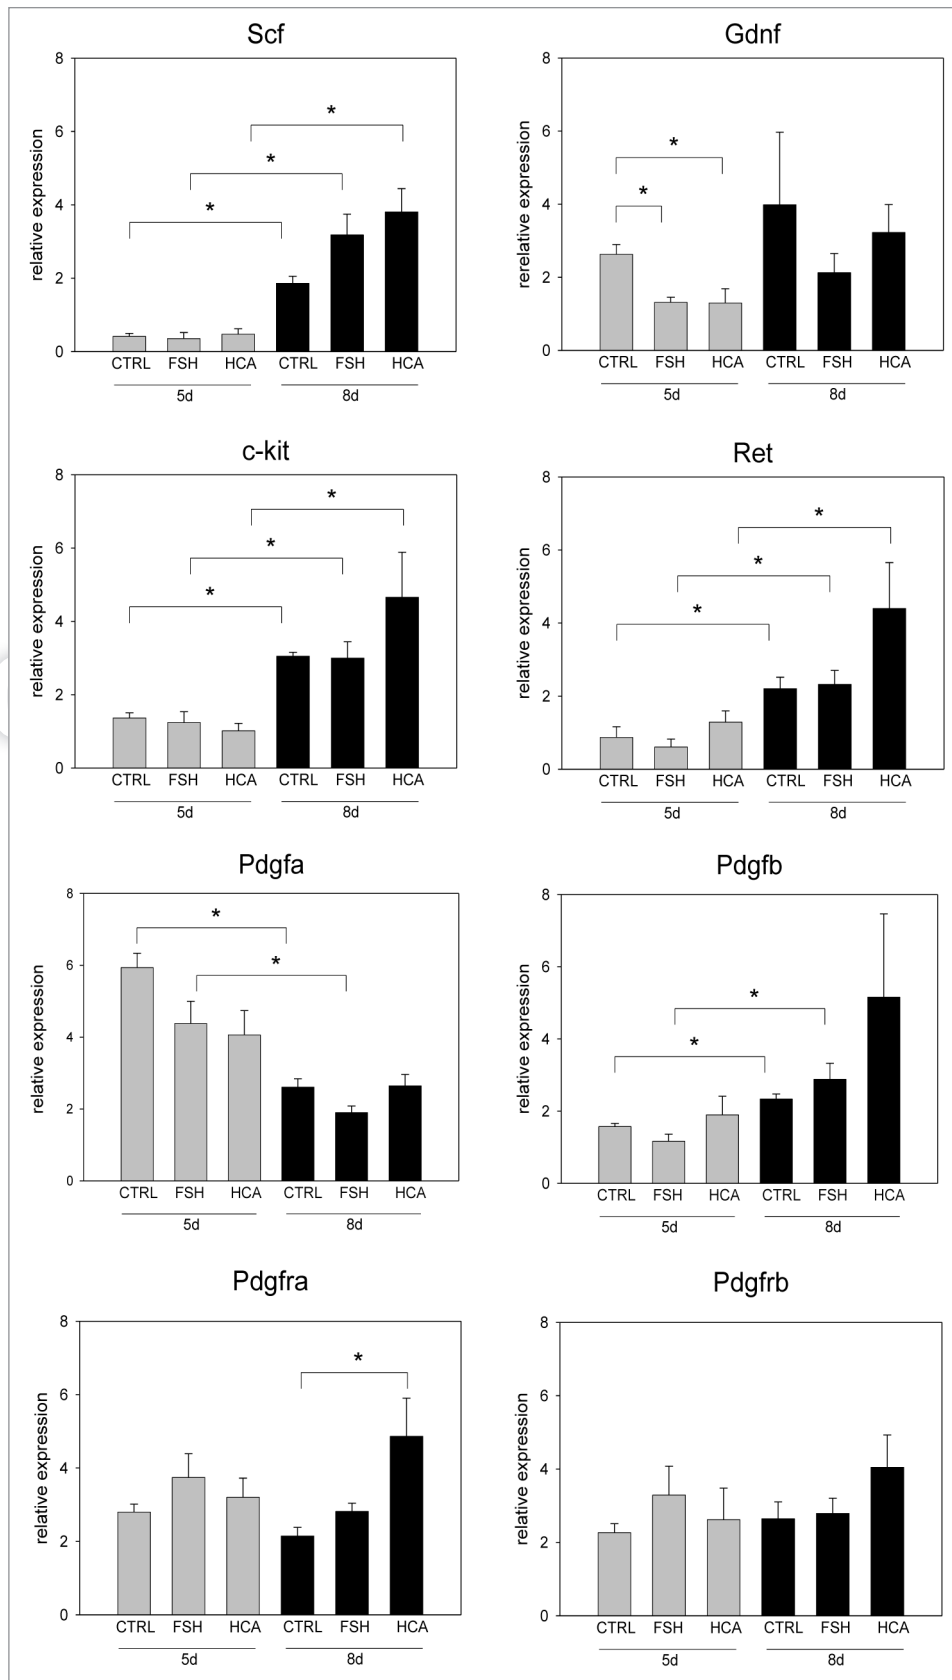 Scf
8
6
4
2
0
relative expression
*
*
*
CTRL FSH HCA CTRL FSH HCA
5d 8d
Gdnf
8
6
4
2
0
rerelative expression
*
*
CTRL FSH HCA CTRL FSH HCA
5d 8d
c-kit
8
6
4
2
0
relative expression
*
*
*
CTRL FSH HCA CTRL FSH HCA
5d 8d
Ret
8
6
4
2
0
relative expression
*
*
*
CTRL FSH HCA CTRL FSH HCA
5d 8d
Pdgfa
8
6
4
2
0
relative expression
*
*
CTRL FSH HCA CTRL FSH HCA
5d 8d
Pdgfb
8
6
4
2
0
relative expression
*
*
CTRL FSH HCA CTRL FSH HCA
5d 8d
Pdgfra
8
6
4
2
0
relative expression
*
CTRL FSH HCA CTRL FSH HCA
5d 8d
Pdgfrb
8
6
4
2
0
relative expression
CTRL FSH HCA CTRL FSH HCA
5d 8d